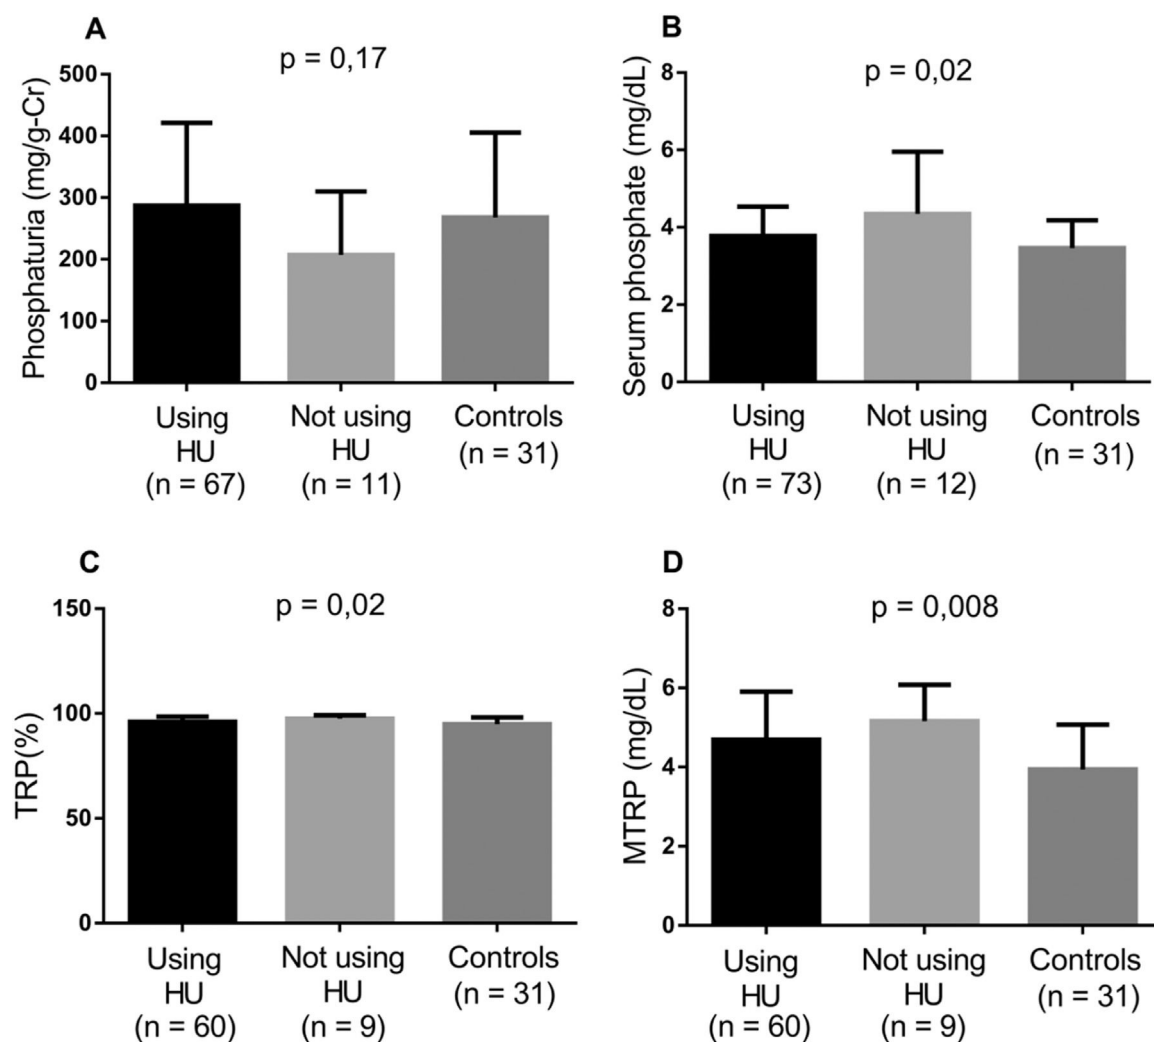 A
p = 0,17
Phosphaturia (mg/g-Cr)
500
400
300
200
100
0
Using
HU
(n = 67)
Not using
HU
(n = 11)
Controls
(n = 31)
B
p = 0,02
Serum phosphate (mg/dL)
8
6
4
2
0
Using
HU
(n = 73)
Not using
HU
(n = 12)
Controls
(n = 31)
C
p = 0,02
TRP(%)
150
100
50
0
Using
HU
(n = 60)
Not using
HU
(n = 9)
Controls
(n = 31)
D
p = 0,008
MTRP (mg/dL)
8
6
4
2
0
Using
HU
(n = 60)
Not using
HU
(n = 9)
Controls
(n = 31)